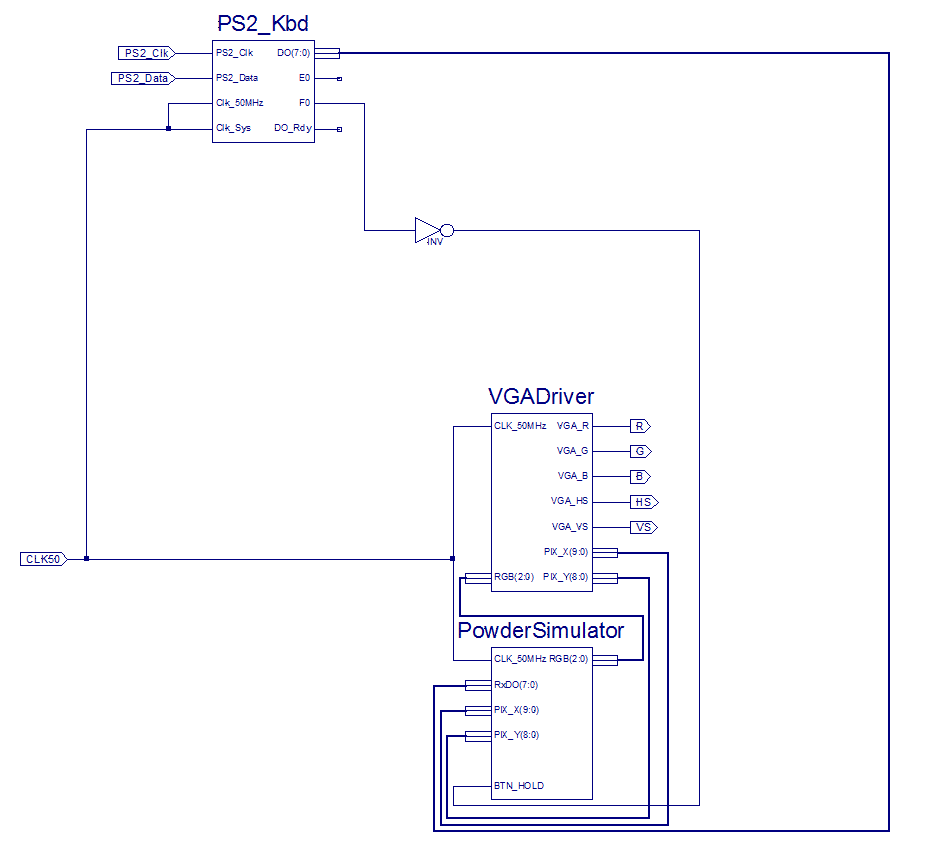 PS2_Kbd
PS2_Clk PS2_Clk DO(7:0)
PS2_Data PS2_Data E0
Clk_50MHz F0
Clk_Sys DO_Rdy
INV
VGADriver
CLK_50MHz VGA_R R
VGA_G G
VGA_B B
VGA_HS HS
VGA_VS VS
PIX_X(9:0)
CLK50
RGB(2:0) PIX_Y(8:0)
PowderSimulator
CLK_50MHz RGB(2:0)
RxDO(7:0)
PIX_X(9:0)
PIX_Y(8:0)
BTN_HOLD